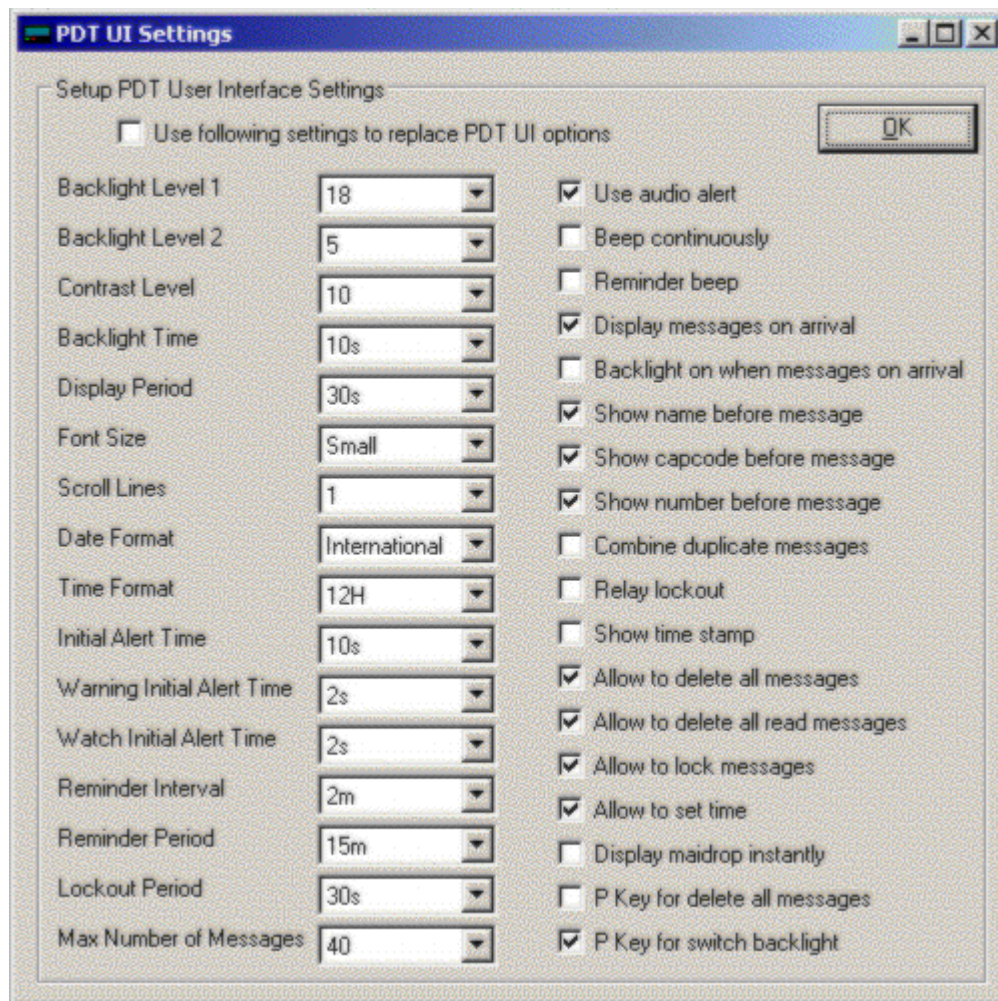 PDT UI Settings
Setup PDT User Interface Settings
Use following settings to replace PDT UI options
OK
Backlight Level 1
18
Backlight Level 2
5
Contrast Level
10
Backlight Time
10s
Display Period
30s
Font Size
Small
Scroll Lines
1
Date Format
International
Time Format
12H
Initial Alert Time
10s
Warning Initial Alert Time
2s
Watch Initial Alert Time
2s
Reminder Interval
2m
Reminder Period
15m
Lockout Period
30s
Max Number of Messages
40
Use audio alert
Beep continuously
Reminder beep
Display messages on arrival
Backlight on when messages on arrival
Show name before message
Show capcode before message
Show number before message
Combine duplicate messages
Relay lockout
Show time stamp
Allow to delete all messages
Allow to delete all read messages
Allow to lock messages
Allow to set time
Display maidrop instantly
P Key for delete all messages
P Key for switch backlight